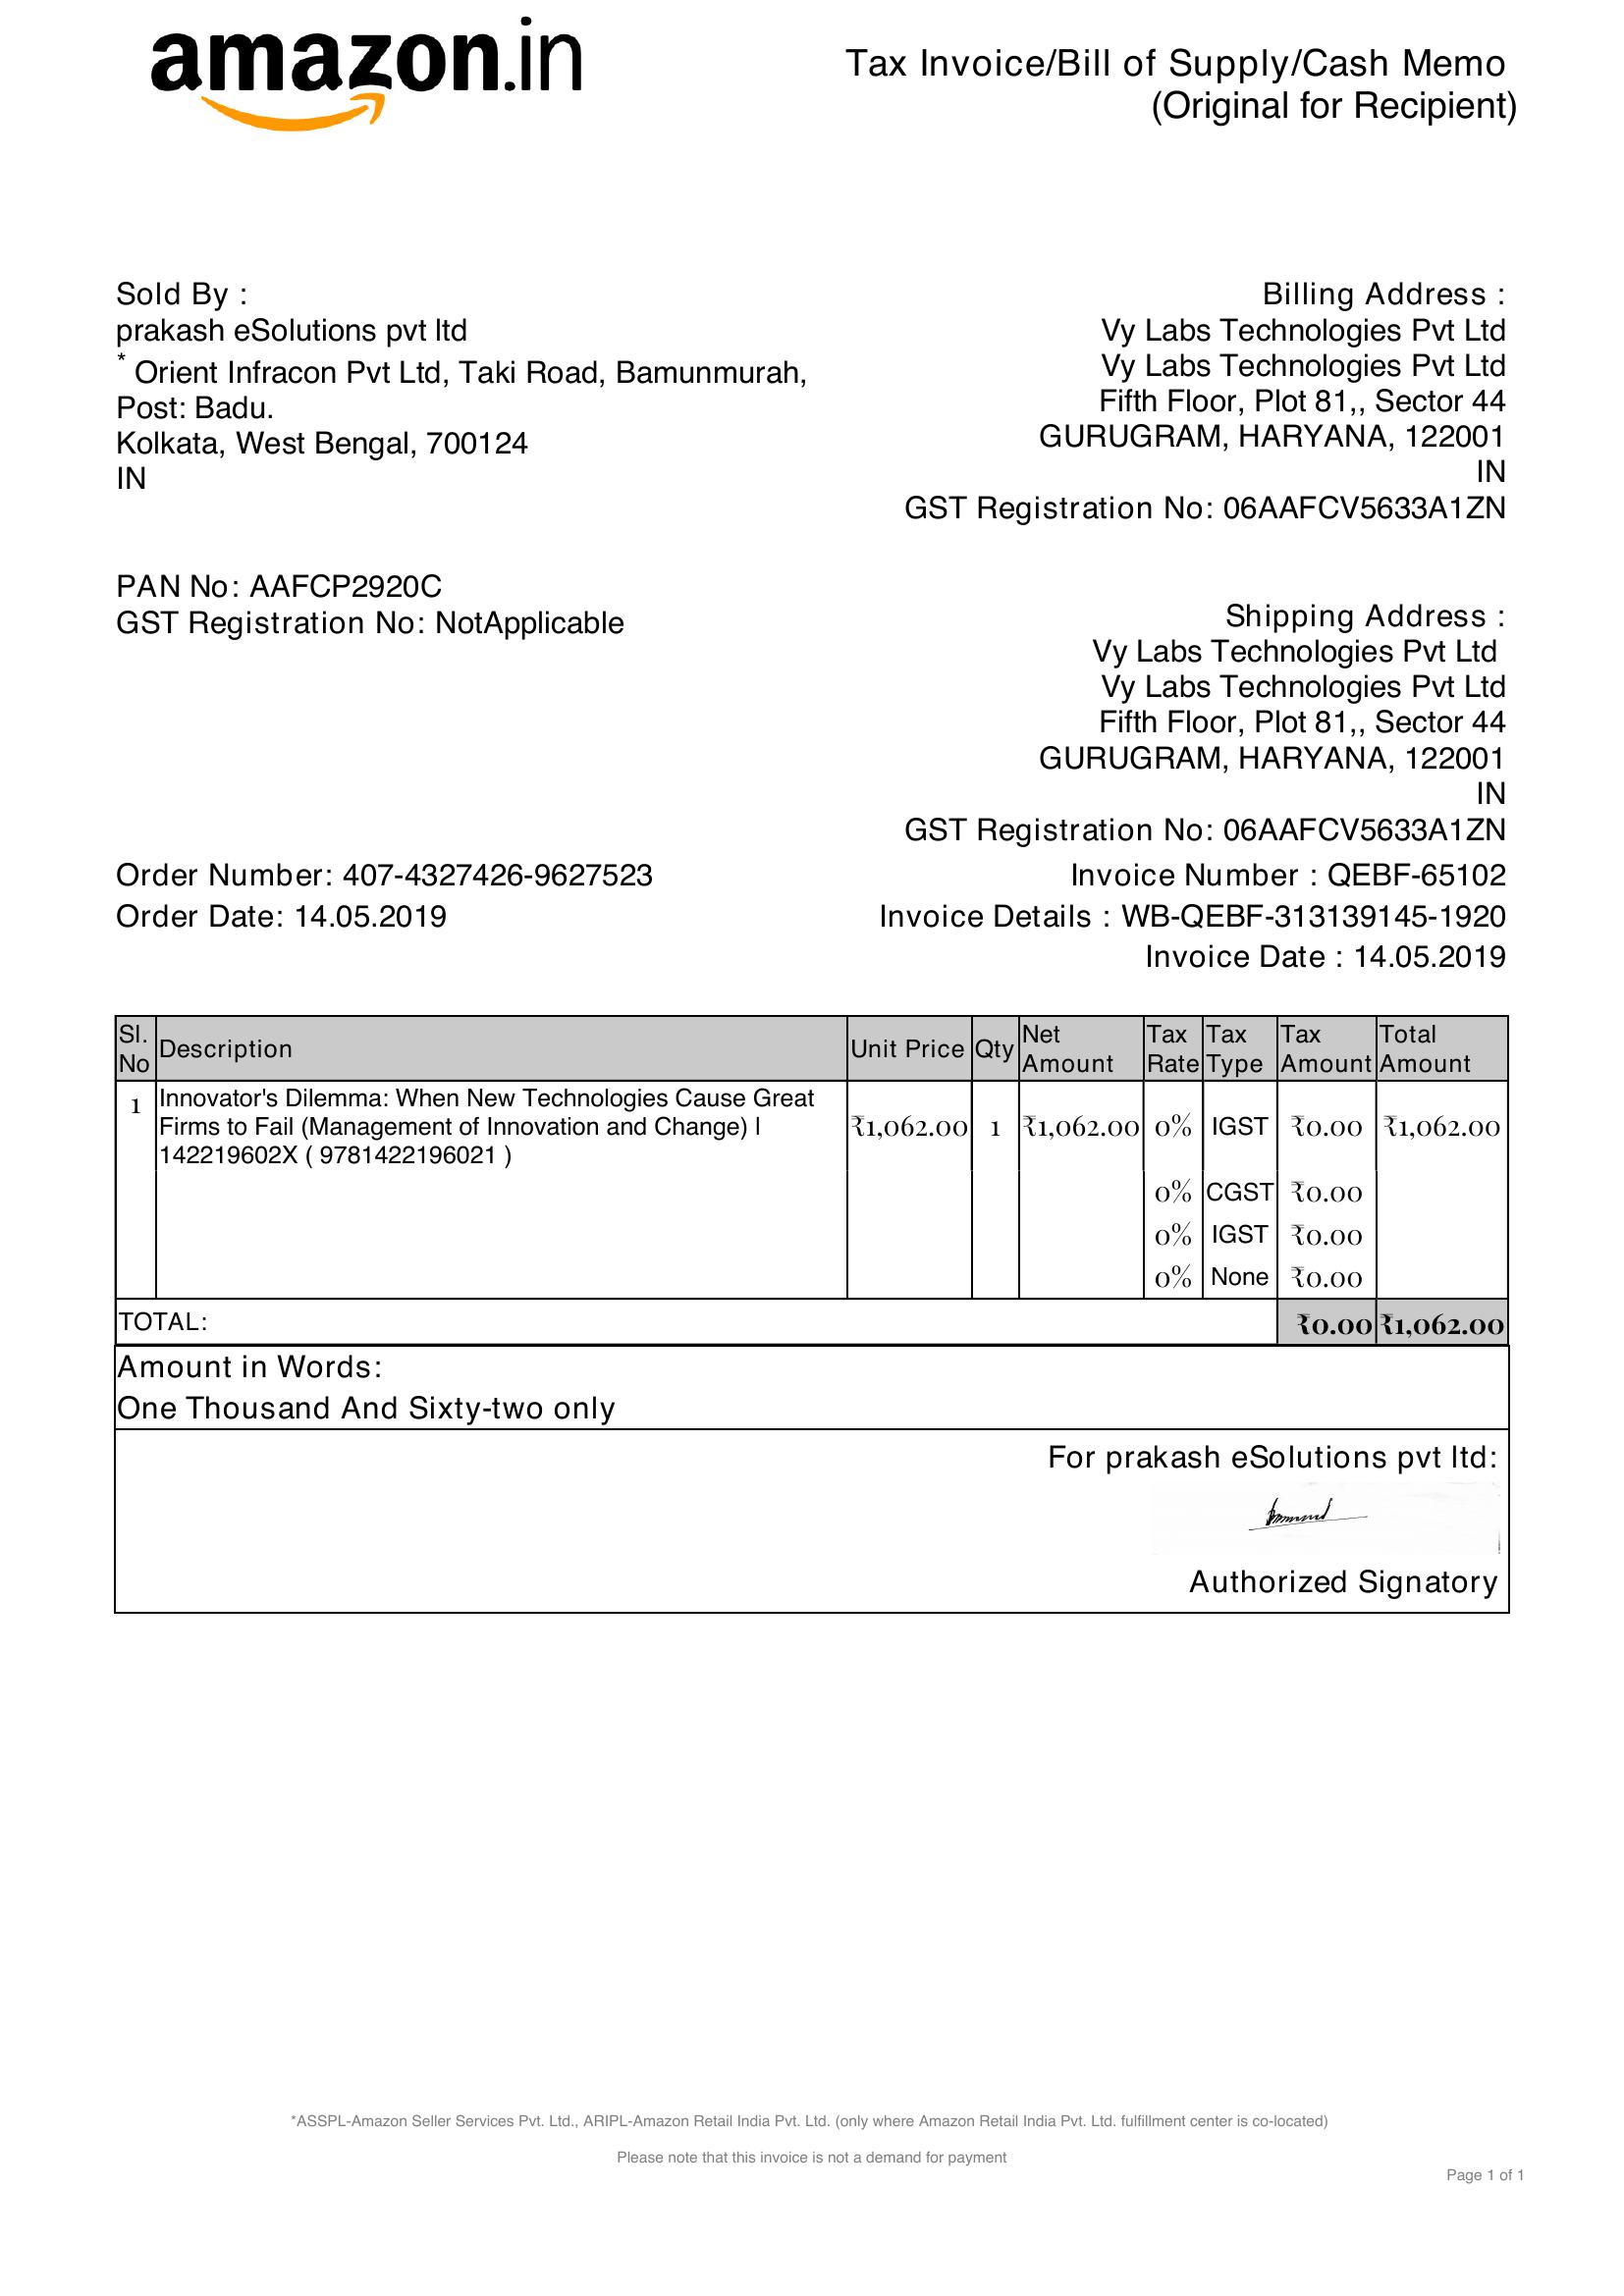 amazon.in
Tax Invoice/Bill of Supply/Cash Memo
(Original for Recipient)
Sold By :
prakash eSolutions pvt ltd
* Orient Infracon Pvt Ltd, Taki Road, Bamunmurah,
Post: Badu.
Kolkata, West Bengal, 700124
IN
PAN No: AAFCP2920C
GST Registration No: NotApplicable
Billing Address :
Vy Labs Technologies Pvt Ltd
Vy Labs Technologies Pvt Ltd
Fifth Floor, Plot 81,, Sector 44
GURUGRAM, HARYANA, 122001
IN
GST Registration No: 06AAFCV5633A1ZN
Shipping Address :
Vy Labs Technologies Pvt Ltd
Vy Labs Technologies Pvt Ltd
Fifth Floor, Plot 81,, Sector 44
GURUGRAM, HARYANA, 122001
IN
GST Registration No: 06AAFCV5633A1ZN
Order Number: 407-4327426-9627523
Order Date: 14.05.2019
Invoice Number : QEBF-65102
Invoice Details : WB-QEBF-313139145-1920
Invoice Date : 14.05.2019
Sl. No Description Unit Price Qty Net Amount Tax Rate Tax Type Tax Amount Total Amount
1 Innovator's Dilemma: When New Technologies Cause Great
Firms to Fail (Management of Innovation and Change) |
142219602X ( 9781422196021 )
₹1,062.00 1 ₹1,062.00 0% IGST ₹0.00 ₹1,062.00
0% CGST ₹0.00
0% IGST ₹0.00
0% None ₹0.00
TOTAL: ₹0.00 ₹1,062.00
Amount in Words:
One Thousand And Sixty-two only
For prakash eSolutions pvt ltd:
Authorized Signatory
*ASSPL-Amazon Seller Services Pvt. Ltd., ARIPL-Amazon Retail India Pvt. Ltd. (only where Amazon Retail India Pvt. Ltd. fulfillment center is co-located)
Please note that this invoice is not a demand for payment
Page 1 of 1